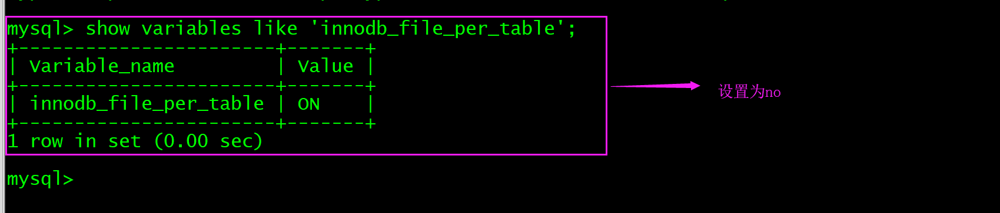 mysql> show variables like 'innodb_file_per_table';
+-----------------------+-------+
| Variable_name         | Value |
+-----------------------+-------+
| innodb_file_per_table | ON    |
+-----------------------+-------+
1 row in set (0.00 sec)
设置为no
mysql>